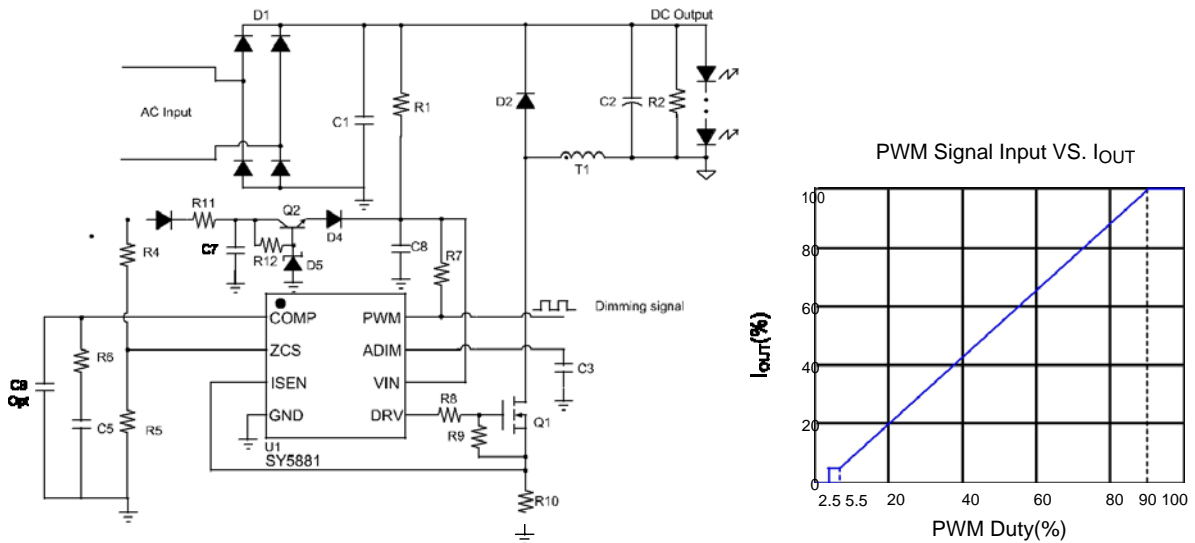 D1
DC Output
AC Input
C1
R1
D2
C2
R2
T1
R11
Q2
D4
R4
C7
R12
D5
C8
R7
Dimming signal
COMP
PWM
ZCS
ADIM
ISEN
VIN
GND
DRV
U1
SY5881
R6
C9
Opt
C5
R5
C3
R8
R9
Q1
R10
PWM Signal Input VS. IOUT
100
80
60
40
20
0
IOUT(%)
2.5 5.5 20 40 60 80 90 100
PWM Duty(%)